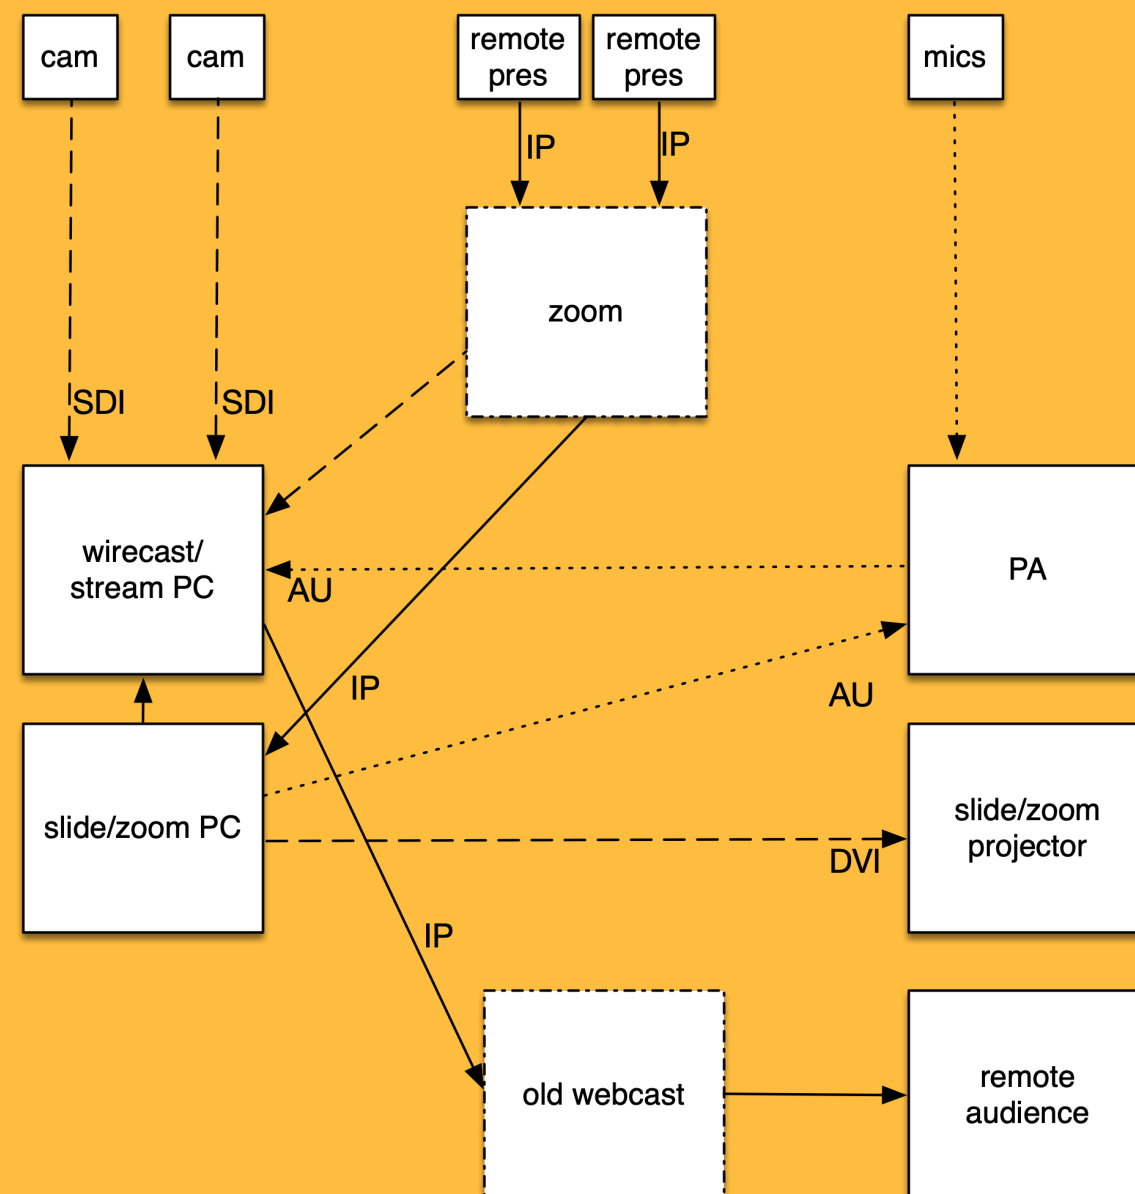 cam
cam
remote
pres
remote
pres
mics
IP
IP
zoom
SDI
SDI
wirecast/
stream PC
AU
PA
IP
AU
slide/zoom PC
slide/zoom
projector
DVI
IP
old webcast
remote
audience